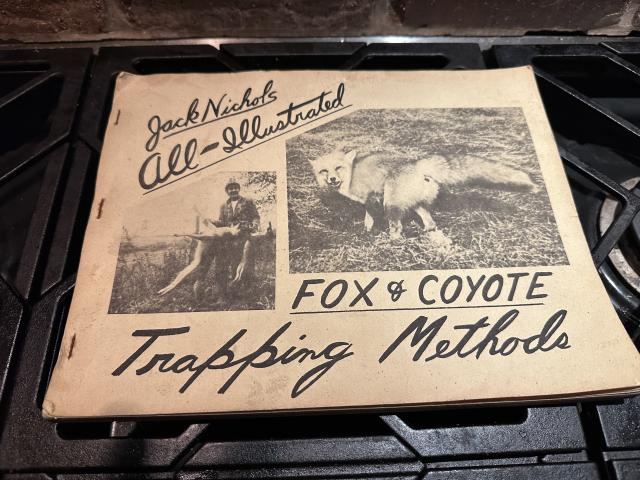 Jack Nichols
All-Illustrated
FOX & COYOTE
Trapping Methods